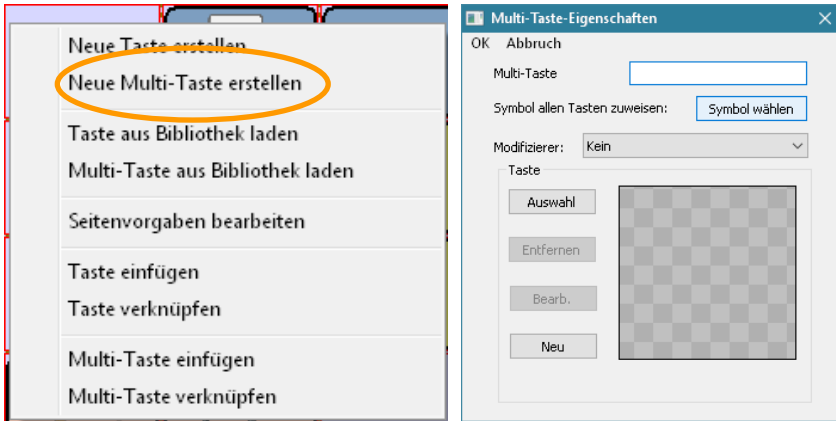 Neue Taste erstellen
Neue Multi-Taste erstellen
Taste aus Bibliothek laden
Multi-Taste aus Bibliothek laden
Seitenvorgaben bearbeiten
Taste einfügen
Taste verknüpfen
Multi-Taste einfügen
Multi-Taste verknüpfen
Multi-Taste-Eigenschaften
OK Abbruch
Multi-Taste
Symbol allen Tasten zuweisen: Symbol wählen
Modifizierer: Kein
Taste
Auswahl
Entfernen
Bearb.
Neu